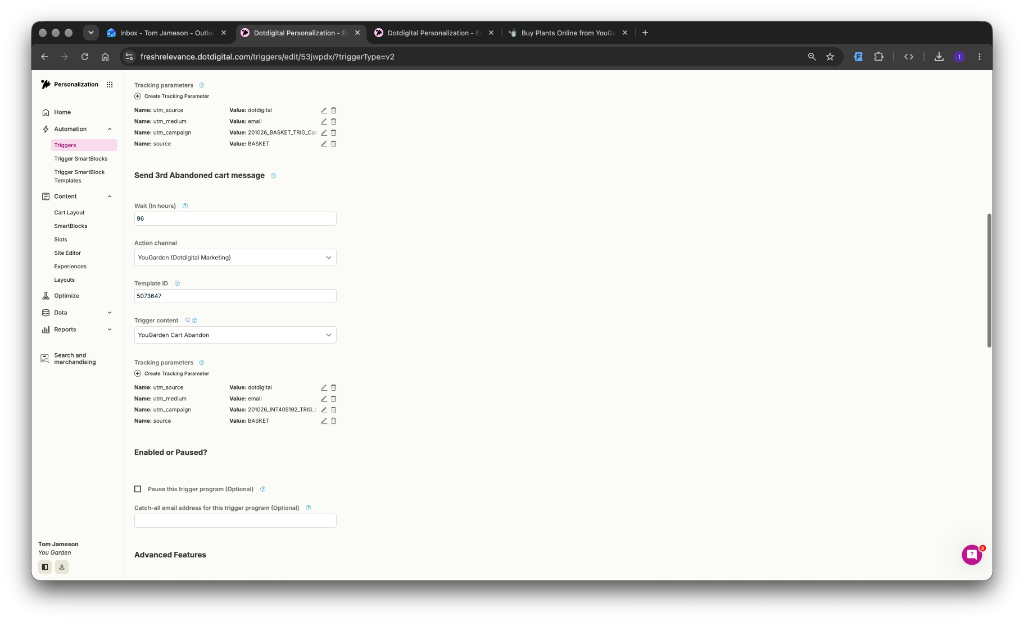 Inbox - Tom Jameson - Outlo
Dotdigital Personalization - E
Dotdigital Personalization - E
Buy Plants Online from YouG
freshrelevance.dotdigital.com/triggers/edit/53jwpdx/?triggerType=v2
Personalization
Home
Automation
Triggers
Trigger SmartBlocks
Trigger SmartBlock
Templates
Content
Cart Layout
SmartBlocks
Slots
Site Editor
Experiences
Layouts
Optimize
Data
Reports
Search and
merchandising
Tom Jameson
You Garden
Tracking parameters
Create Tracking Parameter
Name: utm_source Value: dotdigital
Name: utm_medium Value: email
Name: utm_campaign Value: 201026_BASKET_TRIG_Ca
Name: source Value: BASKET
Send 3rd Abandoned cart message
Wait (In hours)
96
Action channel
YouGarden (Dotdigital Marketing)
Template ID
5073647
Trigger content
YouGarden Cart Abandon
Tracking parameters
Create Tracking Parameter
Name: utm_source Value: dotdigital
Name: utm_medium Value: email
Name: utm_campaign Value: 201026_INT405192_TRIG_
Name: source Value: BASKET
Enabled or Paused?
Pause this trigger program (Optional)
Catch-all email address for this trigger program (Optional)
Advanced Features